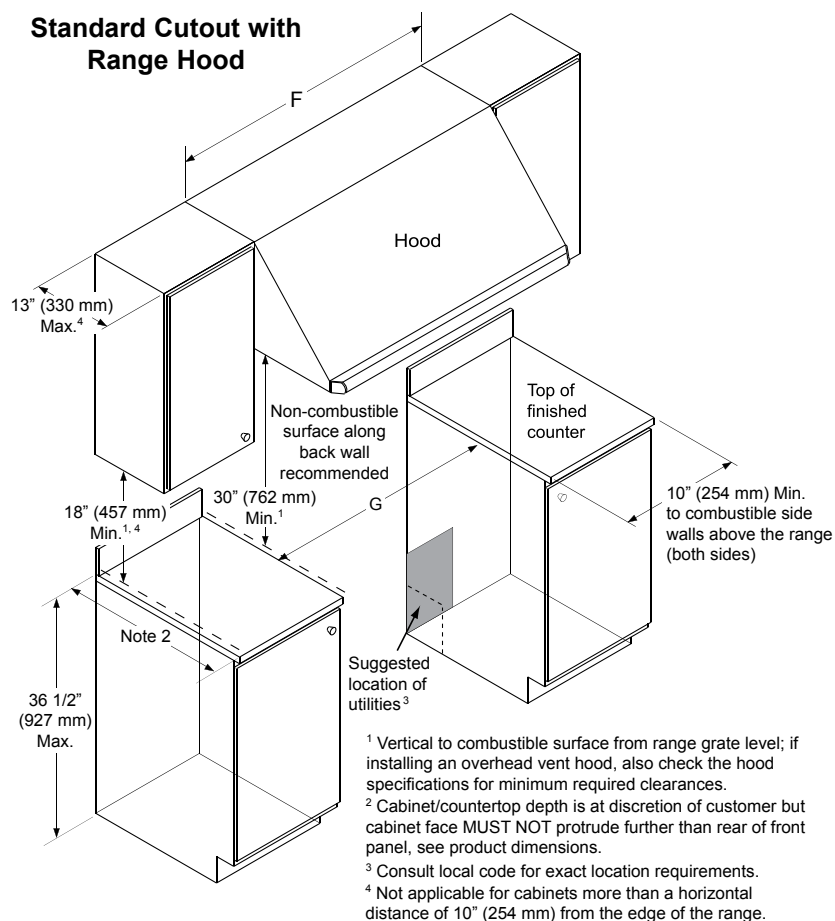 Standard Cutout with
Range Hood
F
Hood
13” (330 mm)
Max.4
Non-combustible
surface along
back wall
recommended
Top of
finished
counter
18” (457 mm)
Min.1, 4
30” (762 mm)
Min.1
G
10” (254 mm) Min.
to combustible side
walls above the range
(both sides)
Note 2
36 1/2”
(927 mm)
Max.
Suggested
location of
utilities3
1 Vertical to combustible surface from range grate level; if
installing an overhead vent hood, also check the hood
specifications for minimum required clearances.
2 Cabinet/countertop depth is at discretion of customer but
cabinet face MUST NOT protrude further than rear of front
panel, see product dimensions.
3 Consult local code for exact location requirements.
4 Not applicable for cabinets more than a horizontal
distance of 10” (254 mm) from the edge of the range.